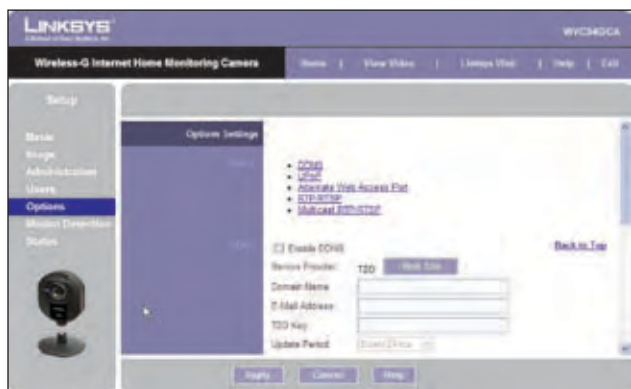 LINKSYS
Wireless-G Internet Home Monitoring Camera
Home | View Video | Linksys Web | Help | Exit
Setup
Basic
Image
Administration
Users
Options
Motion Detection
Status
Options Settings
DDNS
UPnP
Alternate Web Access Port
RTP/RTSP
Multicast RTP/RTSP
Enable DDNS
Back to Top
Service Provider: TZO Web Site
Domain Name
E-Mail Address:
TZO Key:
Update Period:
Apply Cancel Help